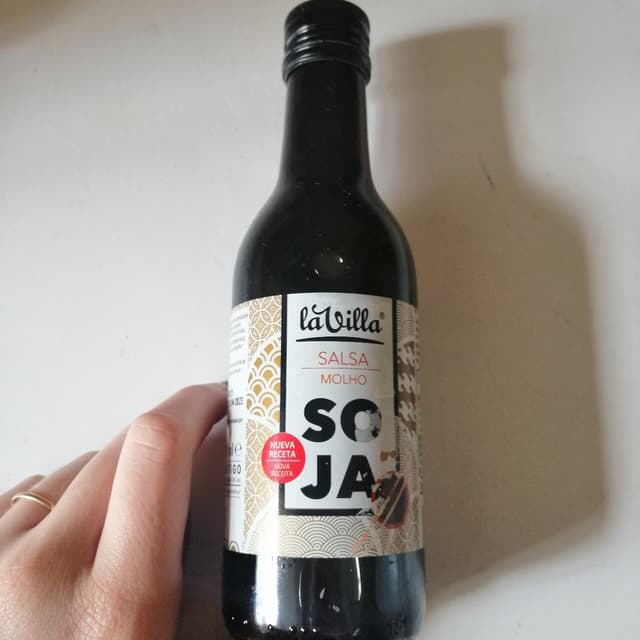 laVilla®
SALSA
MOLHO
SO
JA
NUEVA
RECETA
NOVA
RECEITA